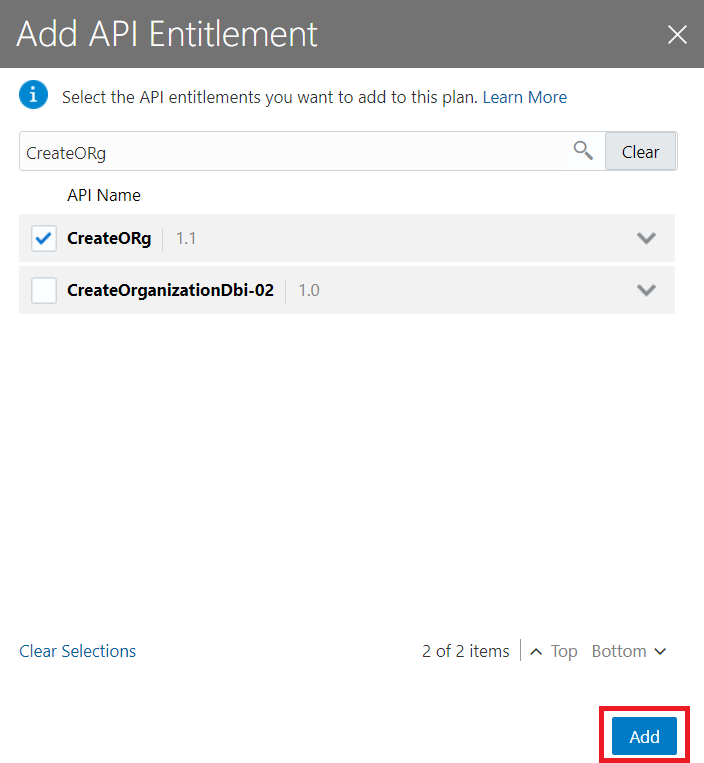 Add API Entitlement
Select the API entitlements you want to add to this plan. Learn More
CreateORg
Clear
API Name
CreateORg 1.1
CreateOrganizationDbi-02 1.0
Clear Selections 2 of 2 items Top Bottom
Add